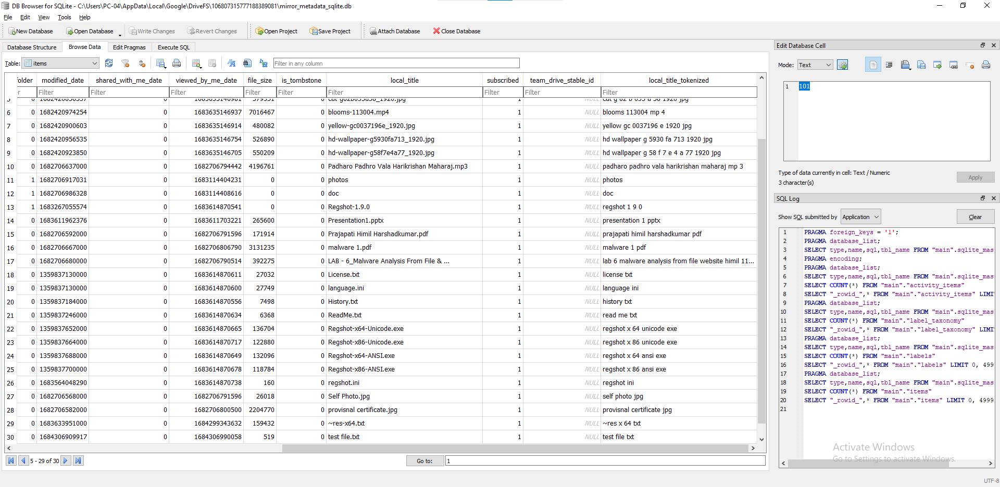 DB Browser for SQLite - C:\Users\PC-04\AppData\Local\Google\DriveFS\106807315777188389081\mirror_metadata_sqlite.db
File Edit View Tools Help
New Database Open Database Write Changes Revert Changes Open Project Save Project Attach Database Close Database
Database Structure Browse Data Edit Pragmas Execute SQL
Table: items Filter in any column
folder modified_date shared_with_me_date viewed_by_me_date file_size is_tombstone local_title subscribed team_drive_stable_id local_title_tokenized
Filter Filter Filter Filter Filter Filter Filter Filter Filter
5 0 1682420856537 0 1683635146981 579351 0 cat-g02b035a58_1920.jpg 1 NULL cat g 02 b 035 a 58 1920 jpg
6 0 1682420974254 0 1683635146937 7016467 0 blooms-113004.mp4 1 NULL blooms 113004 mp 4
7 0 1682420900603 0 1683635146914 480082 0 yellow-gc0037196e_1920.jpg 1 NULL yellow gc 0037196 e 1920 jpg
8 0 1682420956535 0 1683635146754 526890 0 hd-wallpaper-g5930fa713_1920.jpg 1 NULL hd wallpaper g 5930 fa 713 1920 jpg
9 0 1682420923850 0 1683635146705 550209 0 hd-wallpaper-g58f7e4a77_1920.jpg 1 NULL hd wallpaper g 58 f 7 e 4 a 77 1920 jpg
10 0 1682706637000 0 1682706794442 4196761 0 Padharo Padhro Vala Harikrishan Maharaj.mp3 1 NULL padharo padhro vala harikrishan maharaj mp 3
11 1 1682706917031 0 1683114404231 0 0 photos 1 NULL photos
12 1 1682706986328 0 1683114408616 0 0 doc 1 NULL doc
13 1 1683267055574 0 1683614870541 0 0 Regshot-1.9.0 1 NULL regshot 1 9 0
14 0 1683611962376 0 1683611703221 265600 0 Presentation1.pptx 1 NULL presentation 1 pptx
15 0 1682706592000 0 1682706791596 171914 0 Prajapati Himil Harshadkumar.pdf 1 NULL prajapati himil harshadkumar pdf
16 0 1682706667000 0 1682706806790 3131235 0 malware 1.pdf 1 NULL malware 1 pdf
17 0 1682706680000 0 1682706790514 392275 0 LAB - 6_Malware Analysis From File & ... 1 NULL lab 6 malware analysis from file website himil 11...
18 0 1359837130000 0 1683614870611 27032 0 License.txt 1 NULL license txt
19 0 1359837130000 0 1683614870600 27749 0 language.ini 1 NULL language ini
20 0 1359837184000 0 1683614870556 7498 0 History.txt 1 NULL history txt
21 0 1359837246000 0 1683614870634 6368 0 ReadMe.txt 1 NULL read me txt
22 0 1359837652000 0 1683614870665 136704 0 Regshot-x64-Unicode.exe 1 NULL regshot x 64 unicode exe
23 0 1359837664000 0 1683614870717 122880 0 Regshot-x86-Unicode.exe 1 NULL regshot x 86 unicode exe
24 0 1359837688000 0 1683614870649 132096 0 Regshot-x64-ANSI.exe 1 NULL regshot x 64 ansi exe
25 0 1359837700000 0 1683614870678 118784 0 Regshot-x86-ANSI.exe 1 NULL regshot x 86 ansi exe
26 0 1683564048290 0 1683614870738 160 0 regshot.ini 1 NULL regshot ini
27 0 1682706568000 0 1682706791596 26018 0 Self Photo.jpg 1 NULL self photo jpg
28 0 1682706582000 0 1682706800500 2204770 0 provisnal certificate.jpg 1 NULL provisnal certificate jpg
29 0 1683633951000 0 1684299343632 159432 0 ~res-x64.txt 1 NULL ~res x 64 txt
30 0 1684306909917 0 1684306990058 519 0 test file.txt 1 NULL test file txt
5 - 29 of 30 Go to: 1
Edit Database Cell
Mode: Text
1 101
Type of data currently in cell: Text / Numeric
3 character(s)
Apply
SQL Log
Show SQL submitted by Application Clear
1 PRAGMA foreign_keys = '1';
2 PRAGMA database_list;
3 SELECT type,name,sql,tbl_name FROM "main".sqlite_mas
4 PRAGMA encoding;
5 PRAGMA database_list;
6 SELECT type,name,sql,tbl_name FROM "main".sqlite_mas
7 SELECT COUNT(*) FROM "main"."activity_items"
8 SELECT "_rowid_",* FROM "main"."activity_items" LIMI
9 PRAGMA database_list;
10 SELECT type,name,sql,tbl_name FROM "main".sqlite_mas
11 SELECT COUNT(*) FROM "main"."label_taxonomy"
12 SELECT "_rowid_",* FROM "main"."label_taxonomy" LIMI
13 PRAGMA database_list;
14 SELECT type,name,sql,tbl_name FROM "main".sqlite_mas
15 SELECT COUNT(*) FROM "main"."labels"
16 SELECT "_rowid_",* FROM "main"."labels" LIMIT 0, 499
17 PRAGMA database_list;
18 SELECT type,name,sql,tbl_name FROM "main".sqlite_mas
19 SELECT COUNT(*) FROM "main"."items"
20 SELECT "_rowid_",* FROM "main"."items" LIMIT 0, 4999
21
Activate Windows
Go to Settings to activate Windows.
UTF-8